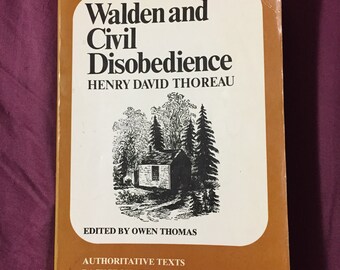 Walden and
Civil
Disobedience
HENRY DAVID THOREAU
EDITED BY OWEN THOMAS
AUTHORITATIVE TEXTS